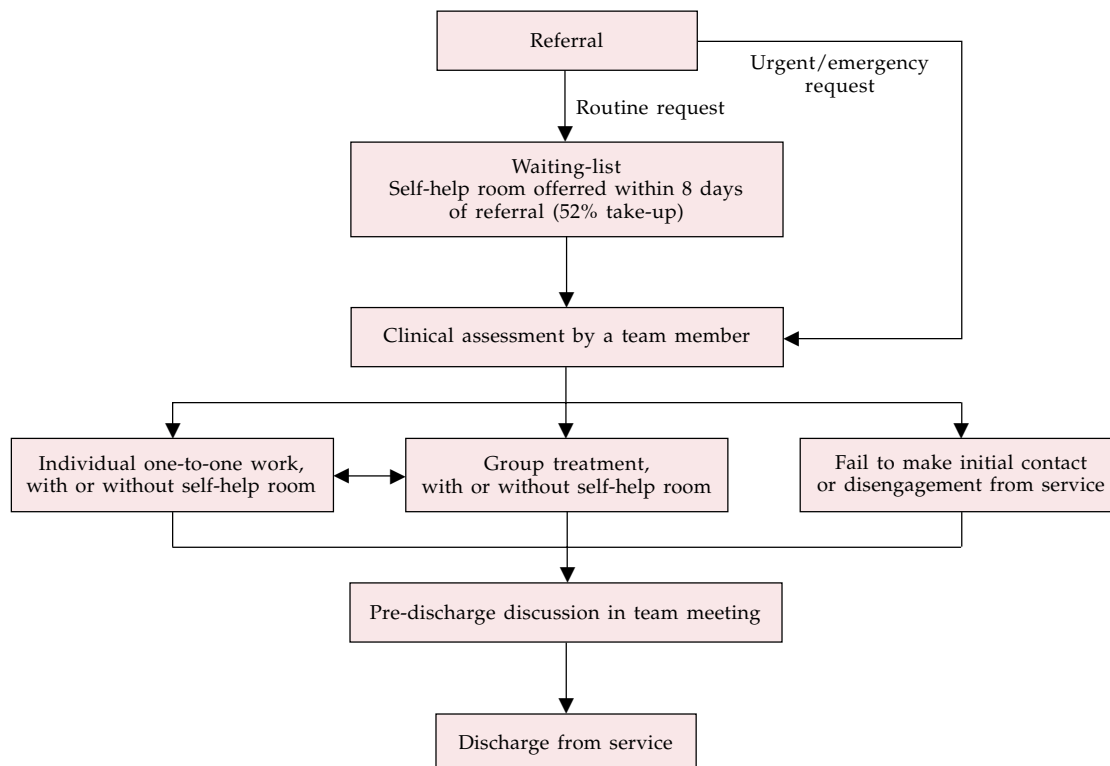 Referral
Urgent/emergency
request
Routine request
Waiting-list
Self-help room offerred within 8 days
of referral (52% take-up)
Clinical assessment by a team member
Individual one-to-one work,
with or without self-help room
Group treatment,
with or without self-help room
Fail to make initial contact
or disengagement from service
Pre-discharge discussion in team meeting
Discharge from service